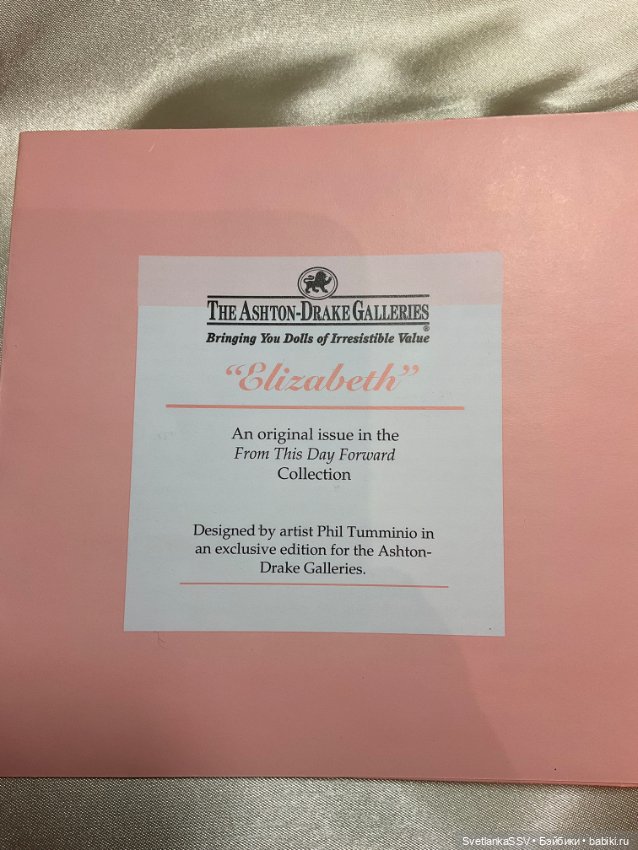 THE ASHTON-DRAKE GALLERIES
®
Bringing You Dolls of Irresistible Value
"Elizabeth"
An original issue in the
From This Day Forward
Collection
Designed by artist Phil Tumminio in
an exclusive edition for the Ashton-
Drake Galleries.
SvetlankaSSV • Бэйбики • babiki.ru